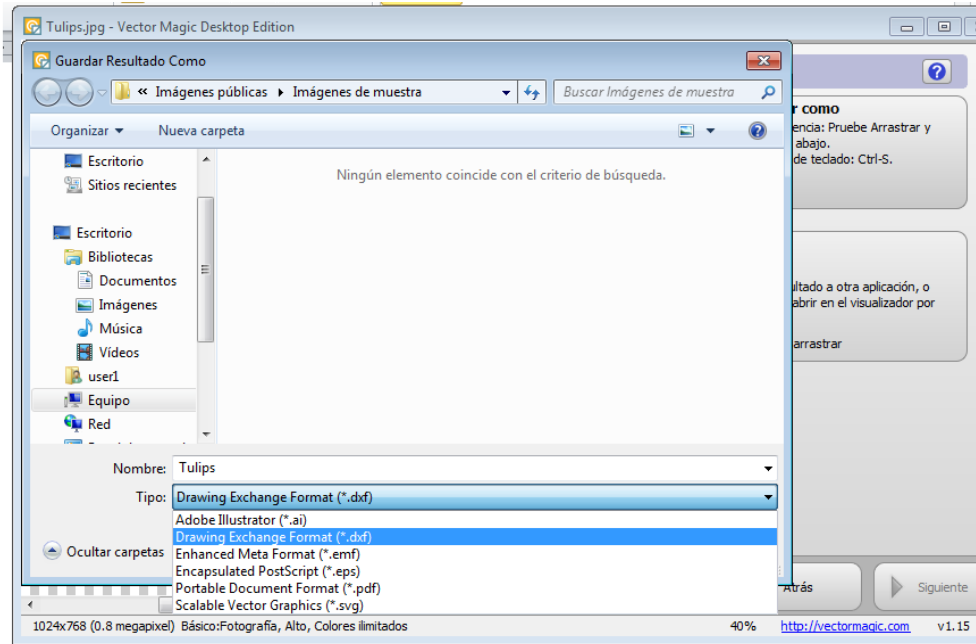 Tulips.jpg - Vector Magic Desktop Edition
Guardar Resultado Como
« Imágenes públicas ▸ Imágenes de muestra
Buscar Imágenes de muestra
Organizar
Nueva carpeta
Escritorio
Sitios recientes
Escritorio
Bibliotecas
Documentos
Imágenes
Música
Vídeos
user1
Equipo
Red
Ningún elemento coincide con el criterio de búsqueda.
r como
encia: Pruebe Arrastrar y
abajo.
de teclado: Ctrl-S.
ultado a otra aplicación, o
abrir en el visualizador por
arrastrar
Nombre: Tulips
Tipo: Drawing Exchange Format (*.dxf)
Adobe Illustrator (*.ai)
Drawing Exchange Format (*.dxf)
Enhanced Meta Format (*.emf)
Encapsulated PostScript (*.eps)
Portable Document Format (*.pdf)
Scalable Vector Graphics (*.svg)
Ocultar carpetas
Atrás
Siguiente
1024x768 (0.8 megapixel) Básico:Fotografía, Alto, Colores ilimitados
40%
http://vectormagic.com
v1.15